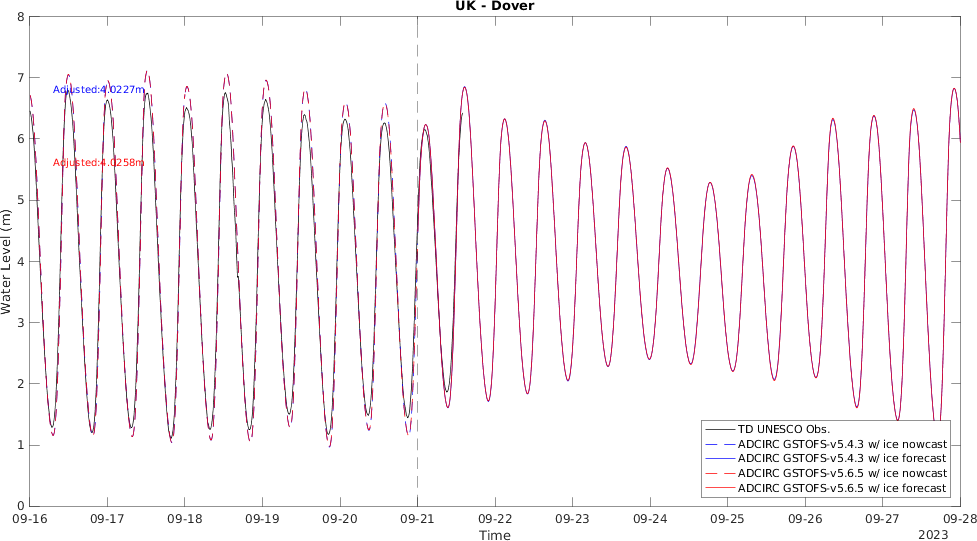 UK - Dover
8
7
6
5
4
3
2
1
0
Water Level (m)
Adjusted:4.0227m
Adjusted:4.0258m
TD UNESCO Obs.
ADCIRC GSTOFS-v5.4.3 w/ ice nowcast
ADCIRC GSTOFS-v5.4.3 w/ ice forecast
ADCIRC GSTOFS-v5.6.5 w/ ice nowcast
ADCIRC GSTOFS-v5.6.5 w/ ice forecast
09-16 09-17 09-18 09-19 09-20 09-21 09-22 09-23 09-24 09-25 09-26 09-27 09-28
Time
2023